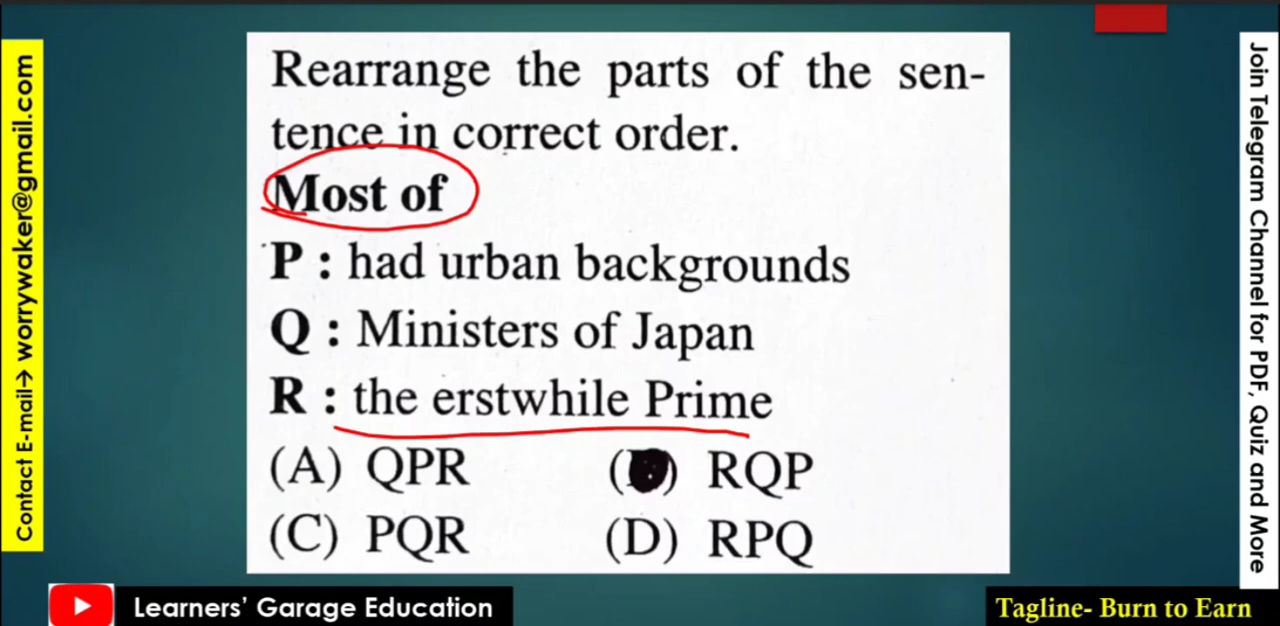 Contact E-mail→ worrywaker@gmail.com
Rearrange the parts of the sen-
tence in correct order.
Most of
P : had urban backgrounds
Q : Ministers of Japan
R : the erstwhile Prime
(A) QPR
( ) RQP
(C) PQR
(D) RPQ
Join Telegram Channel for PDF, Quiz and More
Learners' Garage Education
Tagline- Burn to Earn